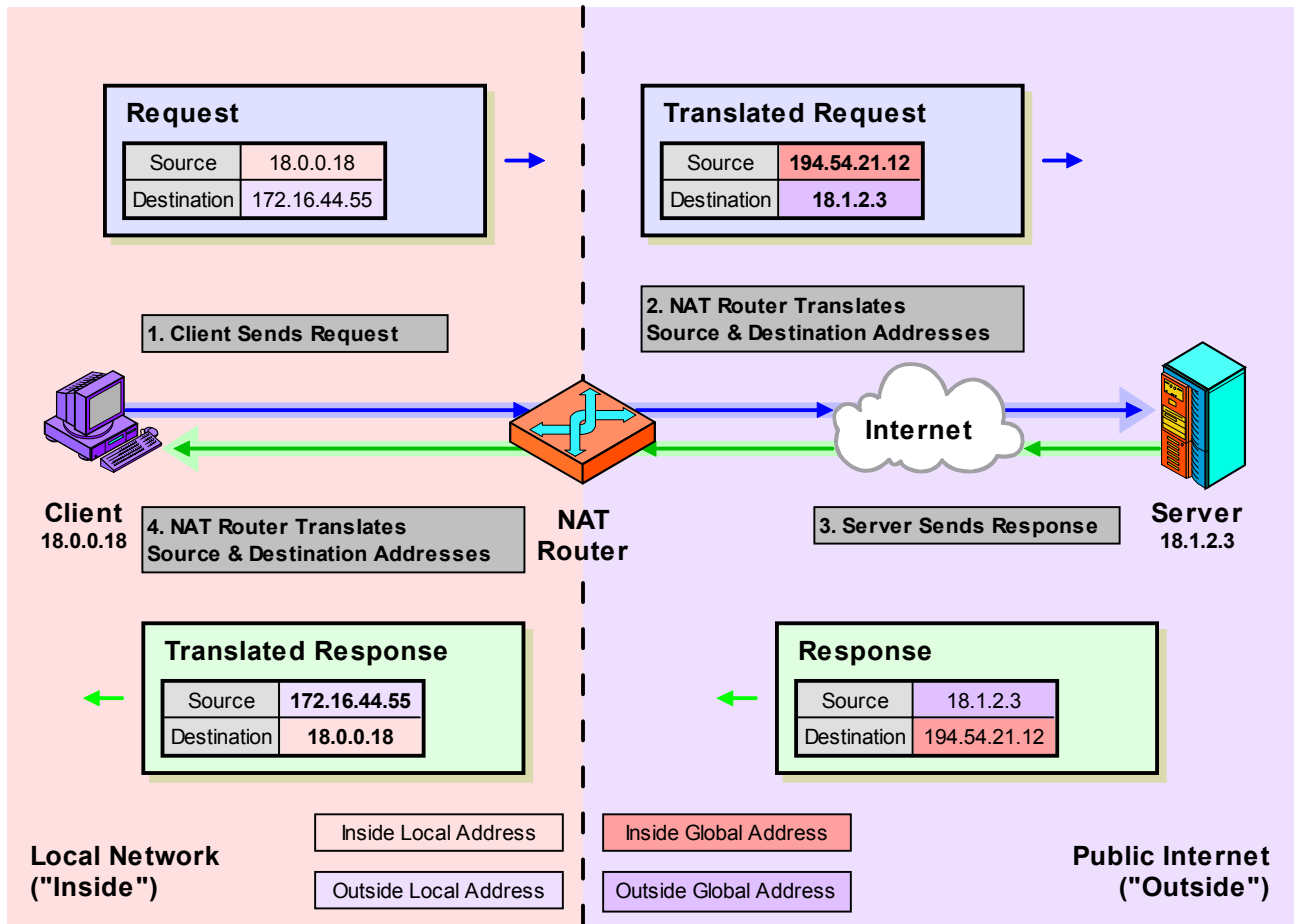 Request
Source 18.0.0.18
Destination 172.16.44.55
Translated Request
Source 194.54.21.12
Destination 18.1.2.3
1. Client Sends Request
2. NAT Router Translates
Source & Destination Addresses
Internet
Client
18.0.0.18
NAT
Router
Server
18.1.2.3
3. Server Sends Response
4. NAT Router Translates
Source & Destination Addresses
Translated Response
Source 172.16.44.55
Destination 18.0.0.18
Response
Source 18.1.2.3
Destination 194.54.21.12
Inside Local Address
Inside Global Address
Outside Local Address
Outside Global Address
Local Network
("Inside")
Public Internet
("Outside")